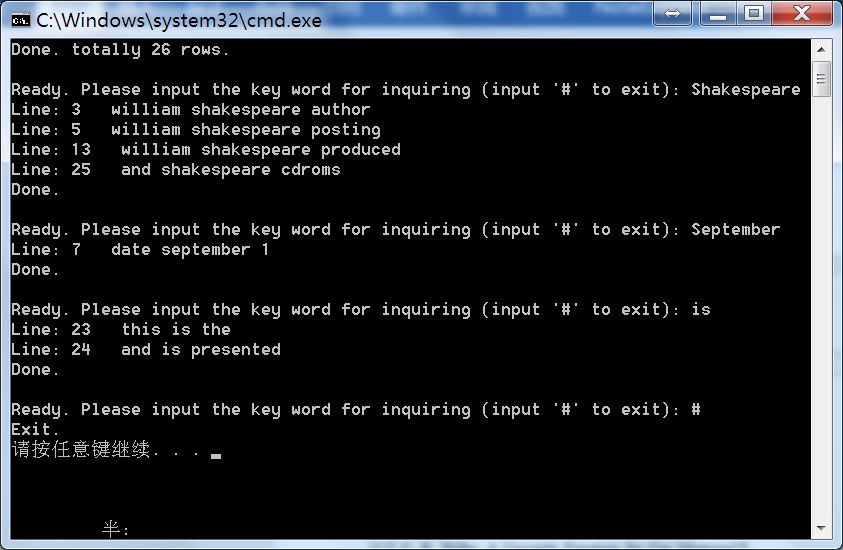 C:\Windows\system32\cmd.exe
Done. totally 26 rows.
Ready. Please input the key word for inquiring (input '#' to exit): Shakespeare
Line: 3   william shakespeare author
Line: 5   william shakespeare posting
Line: 13   william shakespeare produced
Line: 25   and shakespeare cdroms
Done.
Ready. Please input the key word for inquiring (input '#' to exit): September
Line: 7   date september 1
Done.
Ready. Please input the key word for inquiring (input '#' to exit): is
Line: 23   this is the
Line: 24   and is presented
Done.
Ready. Please input the key word for inquiring (input '#' to exit): #
Exit.
请按任意键继续. . .
半: